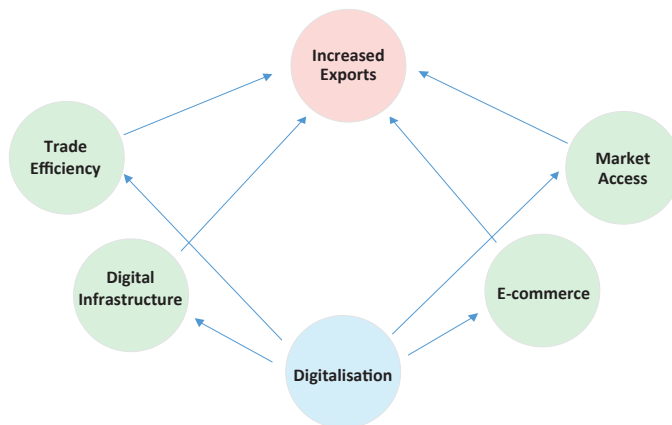 Increased
Exports
Trade
Efficiency
Market
Access
Digital
Infrastructure
E-commerce
Digitalisation